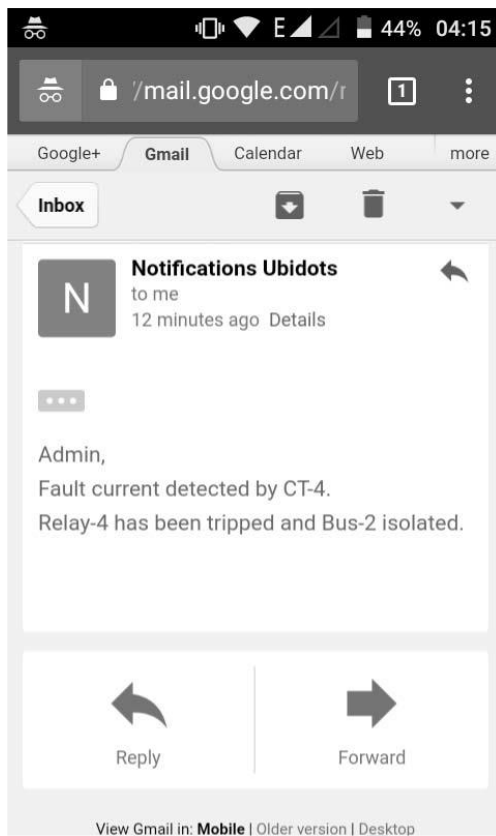 E 44% 04:15
/mail.google.com/r 1
Google+ Gmail Calendar Web more
Inbox
N
Notifications Ubidots
to me
12 minutes ago Details
Admin,
Fault current detected by CT-4.
Relay-4 has been tripped and Bus-2 isolated.
Reply Forward
View Gmail in: Mobile | Older version | Desktop